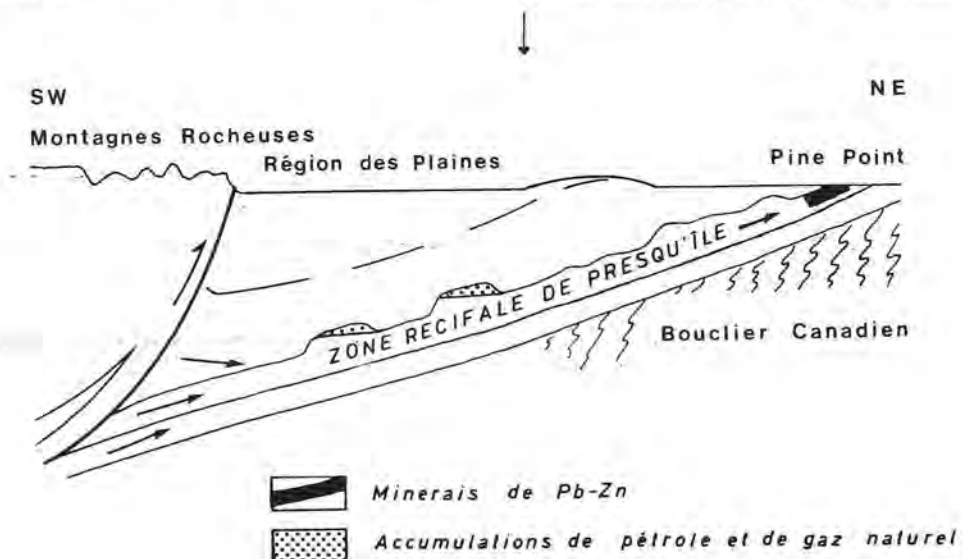 SW
NE
Montagnes Rocheuses
Région des Plaines
Pine Point
ZONE RECIFALE DE PRESQU'ÎLE
Bouclier Canadien
Minerais de Pb-Zn
Accumulations de pétrole et de gaz naturel